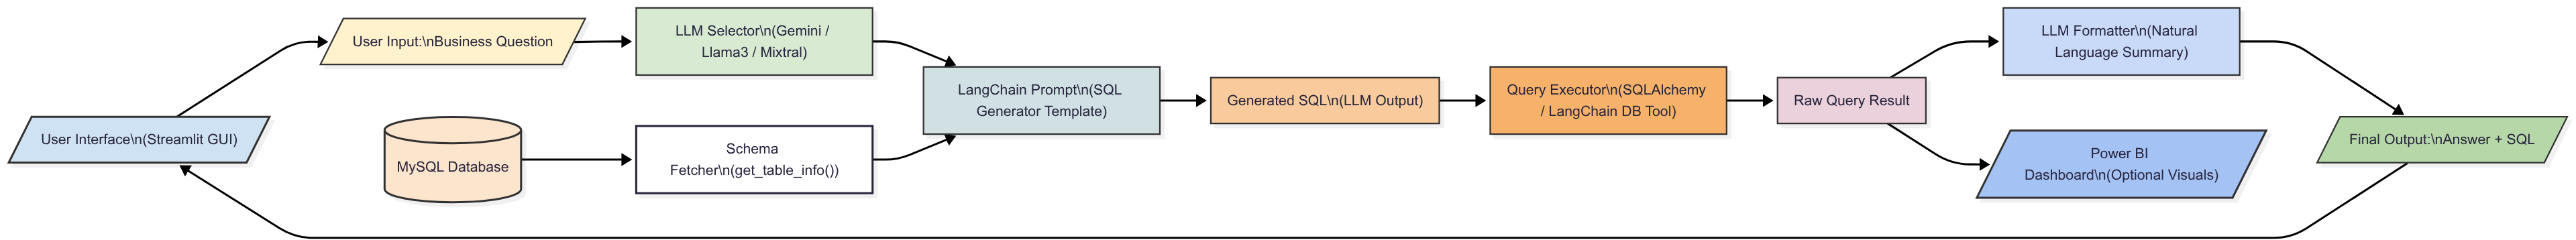 User Interface\n(Streamlit GUI)
User Input:\nBusiness Question
MySQL Database
LLM Selector\n(Gemini /
Llama3 / Mixtral)
Schema
Fetcher\n(get_table_info())
LangChain Prompt\n(SQL
Generator Template)
Generated SQL\n(LLM Output)
Query Executor\n(SQLAlchemy
/ LangChain DB Tool)
Raw Query Result
LLM Formatter\n(Natural
Language Summary)
Power BI
Dashboard\n(Optional Visuals)
Final Output:\nAnswer + SQL